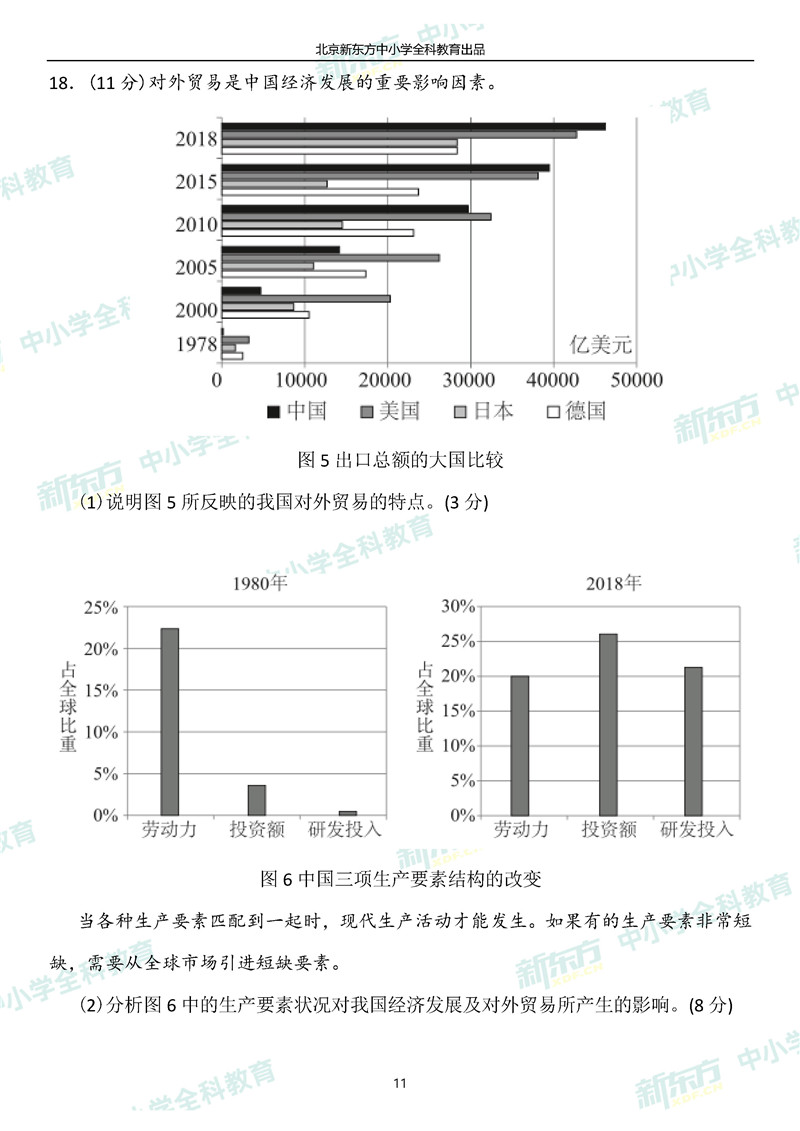 北京新东方中小学全科教育出品
18．(11 分)对外贸易是中国经济发展的重要影响因素。
2018
2015
2010
2005
2000
1978
亿美元
0 10000 20000 30000 40000 50000
中国 美国 日本 德国
图 5 出口总额的大国比较
(1)说明图 5 所反映的我国对外贸易的特点。(3 分)
1980年
25%
20%
15%
10%
5%
0%
占全球比重
劳动力 投资额 研发投入
2018年
30%
25%
20%
15%
10%
5%
0%
占全球比重
劳动力 投资额 研发投入
图 6 中国三项生产要素结构的改变
当各种生产要素匹配到一起时，现代生产活动才能发生。如果有的生产要素非常短
缺，需要从全球市场引进短缺要素。
(2)分析图 6 中的生产要素状况对我国经济发展及对外贸易所产生的影响。(8 分)
11
新东方 中小学全科教育
XDF.CN